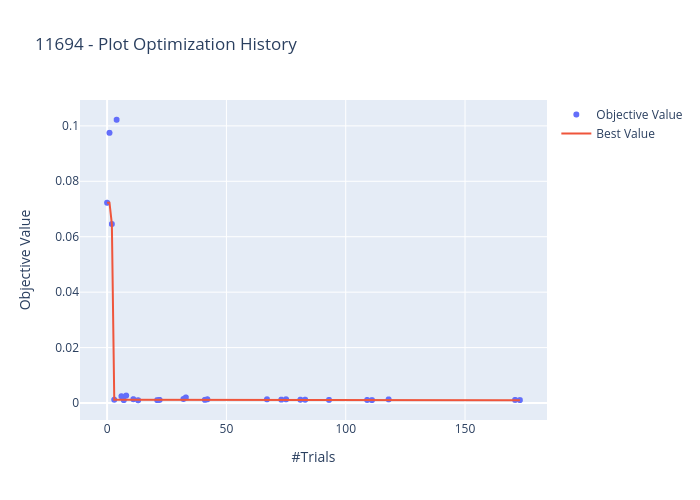 11694 - Plot Optimization History
Objective Value
Best Value
0.1
0.08
0.06
0.04
0.02
0
Objective Value
0
50
100
150
#Trials